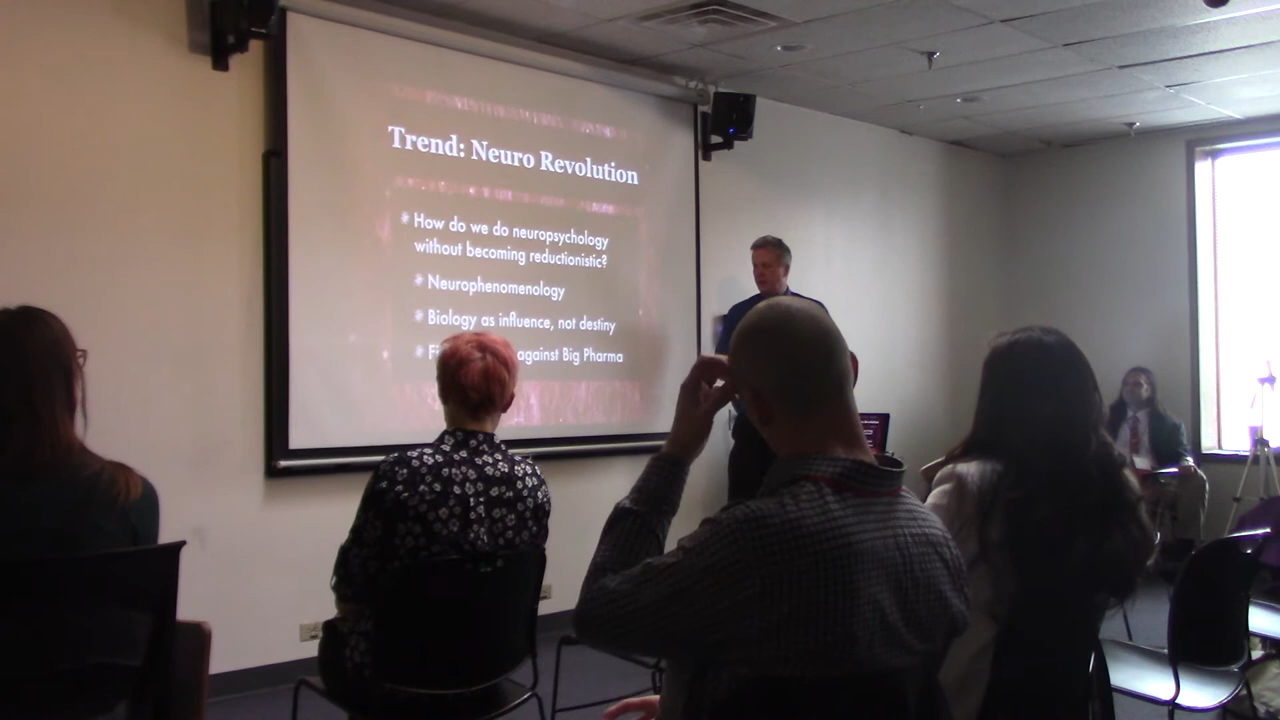 Trend: Neuro Revolution
* How do we do neuropsychology
without becoming reductionistic?
* Neurophenomenology
* Biology as influence, not destiny
* against Big Pharma